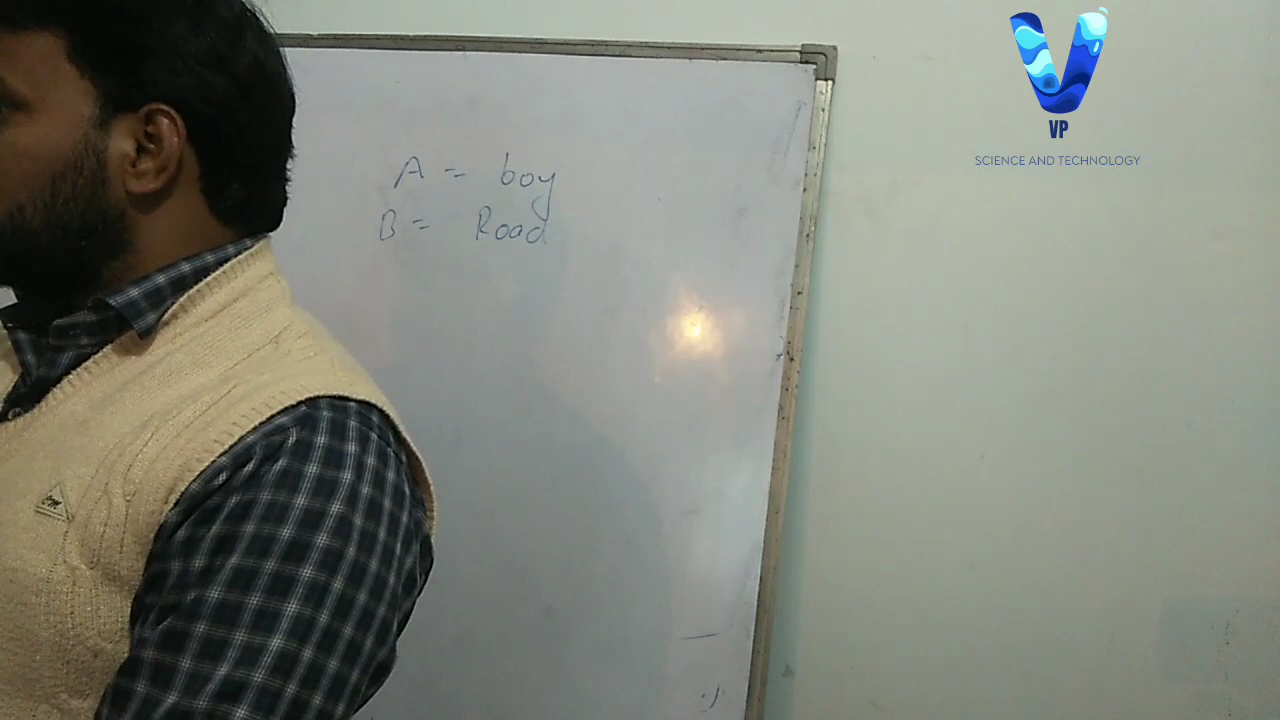 A = boy
B = Road
VP
SCIENCE AND TECHNOLOGY